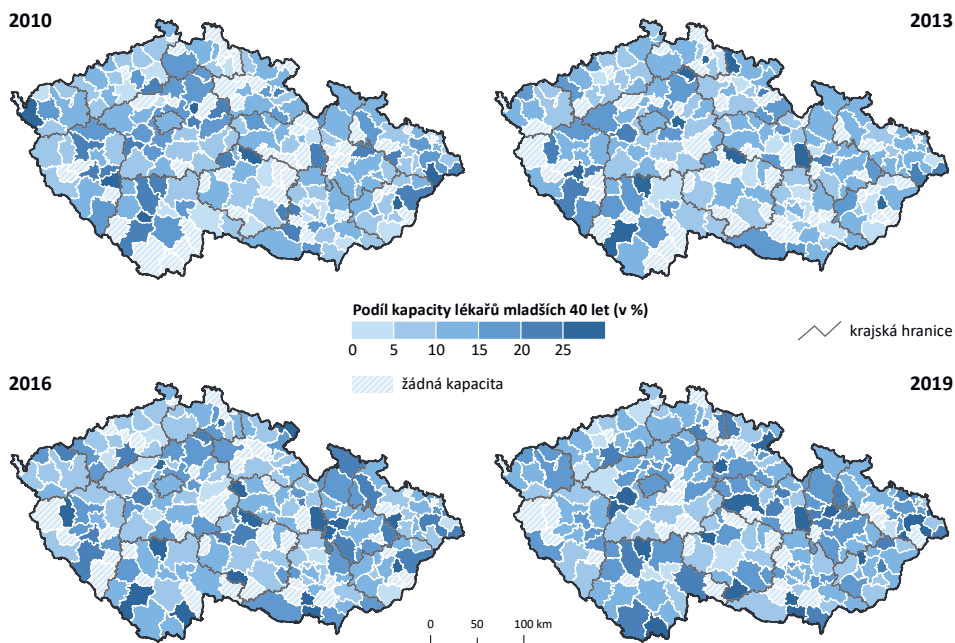 2010
2013
Podíl kapacity lékařů mladších 40 let (v %)
0 5 10 15 20 25
krajská hranice
žádná kapacita
2016
2019
0 50 100 km